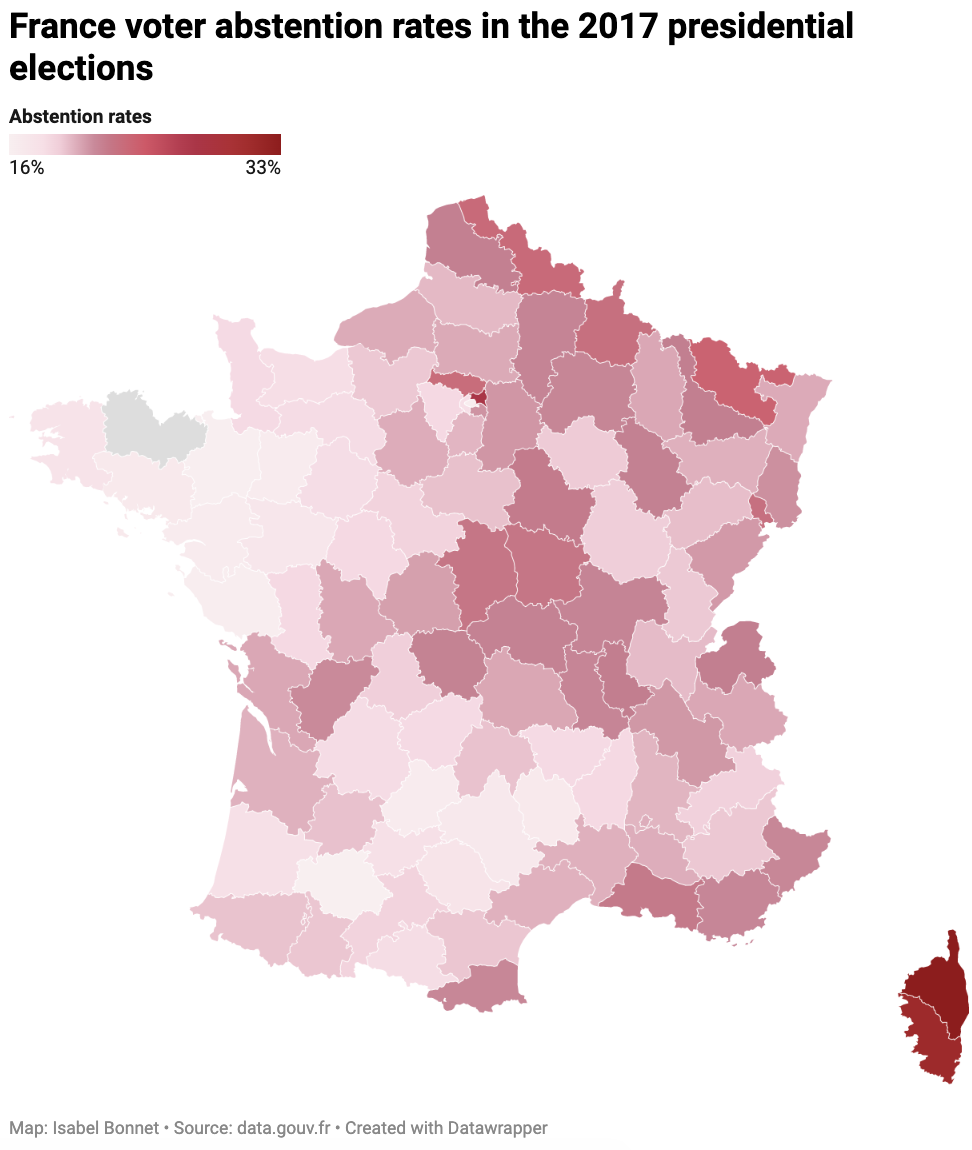 France voter abstention rates in the 2017 presidential
elections
Abstention rates
16% 33%
Map: Isabel Bonnet • Source: data.gouv.fr • Created with Datawrapper